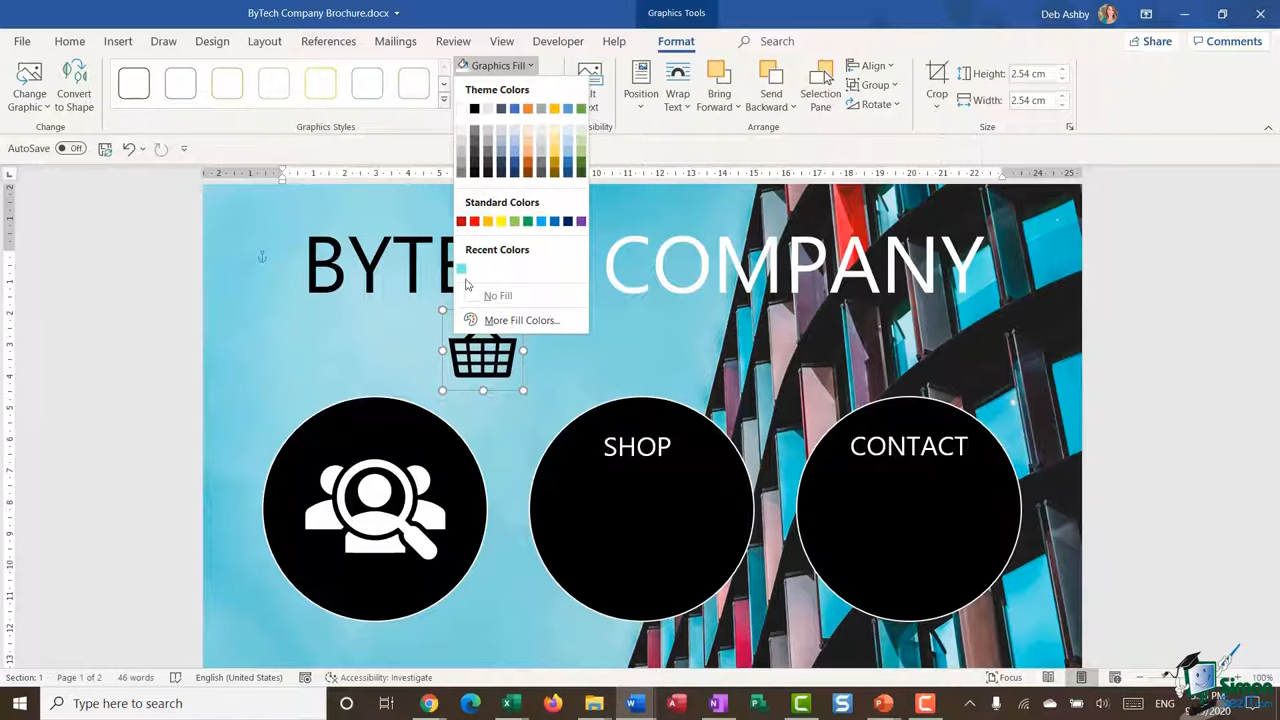 ByTech Company Brochure.docx
Graphics Tools
Deb Ashby
File Home Insert Draw Design Layout References Mailings Review View Developer Help Format Search Share Comments
Change Graphic
Convert to Shape
Graphics Fill
Position
Wrap Text
Bring Forward
Send Backward
Selection Pane
Align
Group
Rotate
Crop
Height: 2.54 cm
Width: 2.54 cm
Change
Graphics Styles
Arrange
Size
AutoSave Off
Theme Colors
Standard Colors
Recent Colors
No Fill
More Fill Colors...
COMPANY
SHOP
CONTACT
Section: 1 Page 1 of 2 46 words English (United States) Accessibility: Investigate Focus 100%
Type here to search
ENG